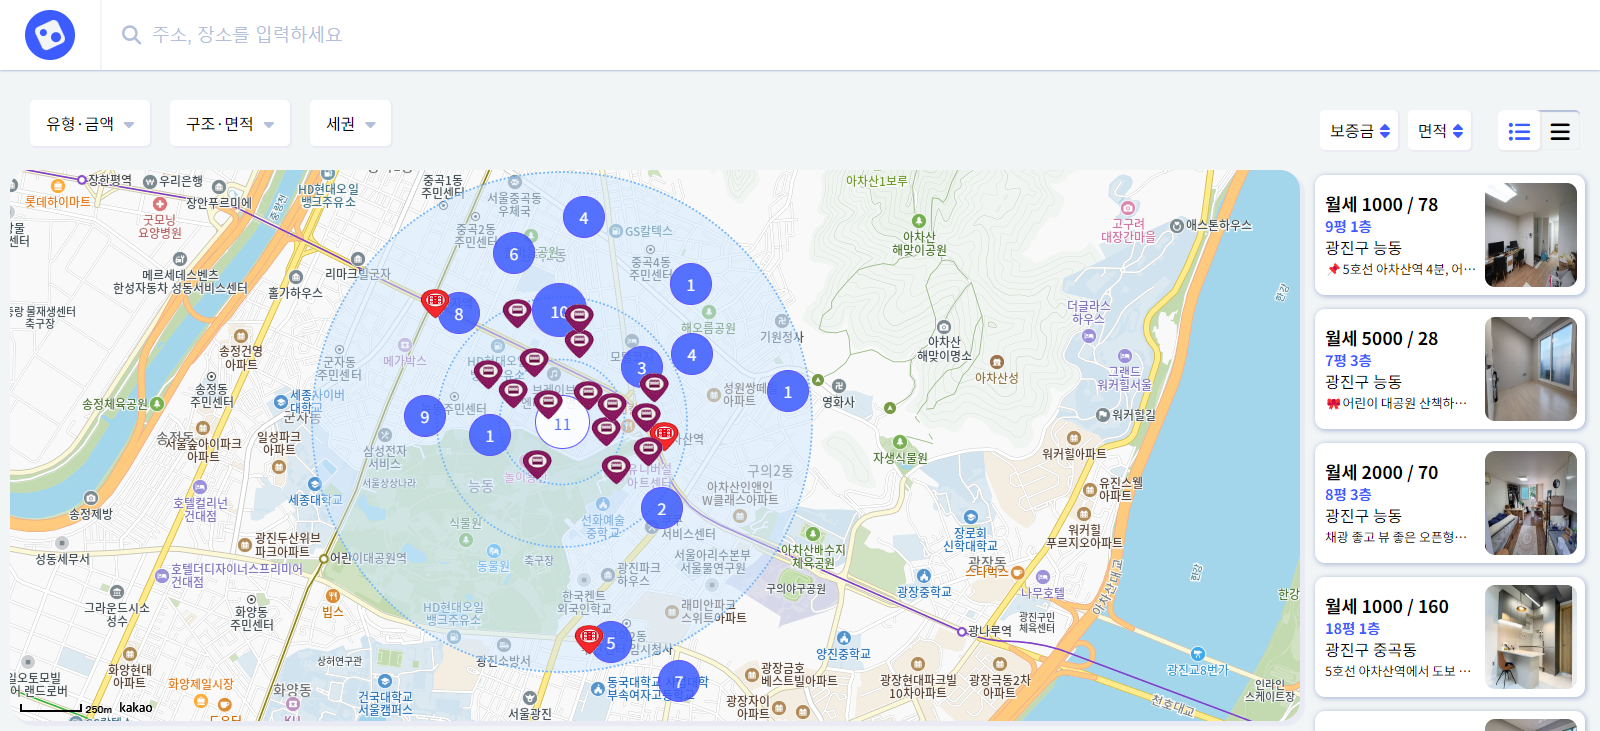 주소, 장소를 입력하세요
유형·금액
구조·면적
세권
보증금
면적
장한평역
우리은행
롯데하이마트
장안푸르미에
굿모닝
요양병원
중랑천
HD현대오일
뱅크주유소
중곡1동
주민센터
서울중곡동
우체국
중곡2동
주민센터
GS칼텍스
중곡4동
주민센터
아차산1보루
아차산
해맞이공원
고구려
대장간마을
애스톤하우스
메르세데스벤츠
한성자동차 성동서비스센터
리마크빌군자
홀가하우스
물재생센터
축구장
송정건영
아파트
군자동
주민센터
메가박스
HD현대오일
해오름공원
기원정사
아차산
해맞이명소
더글라스
하우스
그랜드
워커힐서울
아차산성
송정체육공원
송정동
주민센터
세종사이버
대학교
군자동
성원쌍떼빌
아파트
영화사
워커힐길
송정동
서울숲아이파크
아파트
일성파크
아파트
삼성전자
서비스
서울상상나라
자생식물원
워커힐아파트
구의2동
아차산인앤인
W클래스아파트
유니버설
아트센터
능동
송정제방
호텔컬리넌
건대점
세종대학교
식물원
선화예술
중학교
서비스센터
유진스웰
아파트
장로회
신학대학교
광장동
스타벅스
워커힐
푸르지오아파트
성동세무서
광진두산위브
파크아파트
어린이대공원역
동물원
축구장
서울아리수본부
서울물연구원
아차산배수지
체육공원
구의야구공원
광장중학교
나무호텔
아차산대교
호텔더디자이너스프리미어
건대점
그라운드시소
성수
화양동
주민센터
빕스
HD현대오일
한국켄트
외국인학교
광진파크
하우스
래미안파크
스위트아파트
광나루역
광진구민
체육센터
양진중학교
임시청사
화양현대
아파트
화양제일시장
화양동
상허연구관
건국대학교
서울캠퍼스
광진소방서
서울광진
동국대학교
부속여자고등학교
광장금호
베스트빌아파트
광장자이
아파트
광장현대파크빌
10차아파트
광장극동2차
아파트
광진교8번가
천호대교
인라인
스케이트장
한강
4
6
1
8
10
3
4
1
9
1
11
2
5
7
250m
kakao
월세 1000 / 78
9평 1층
광진구 능동
📌5호선 아차산역 4분, 어…
월세 5000 / 28
7평 3층
광진구 능동
🎀어린이 대공원 산책하…
월세 2000 / 70
8평 3층
광진구 능동
채광 좋고 뷰 좋은 오픈형…
월세 1000 / 160
18평 1층
광진구 중곡동
5호선 아차산역에서 도보 …